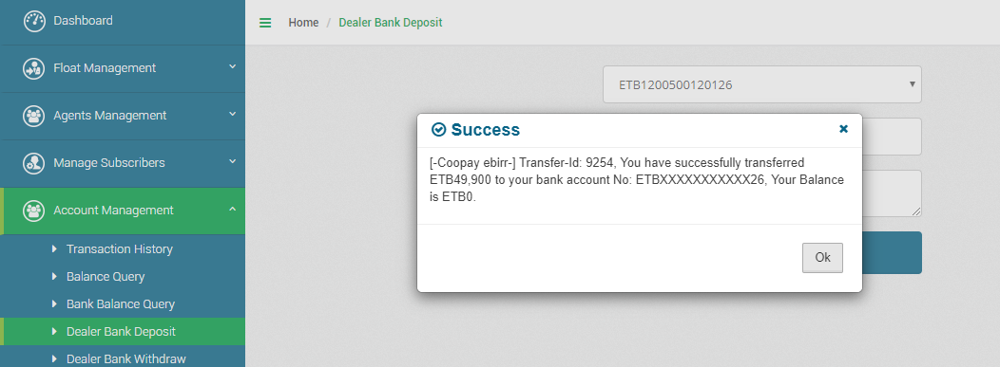 Dashboard
Float Management
Agents Management
Manage Subscribers
Account Management
Transaction History
Balance Query
Bank Balance Query
Dealer Bank Deposit
Dealer Bank Withdraw
Home / Dealer Bank Deposit
ETB1200500120126
Success
[-Coopay ebirr-] Transfer-Id: 9254, You have successfully transferred
ETB49,900 to your bank account No: ETBXXXXXXXXXXX26, Your Balance
is ETB0.
Ok